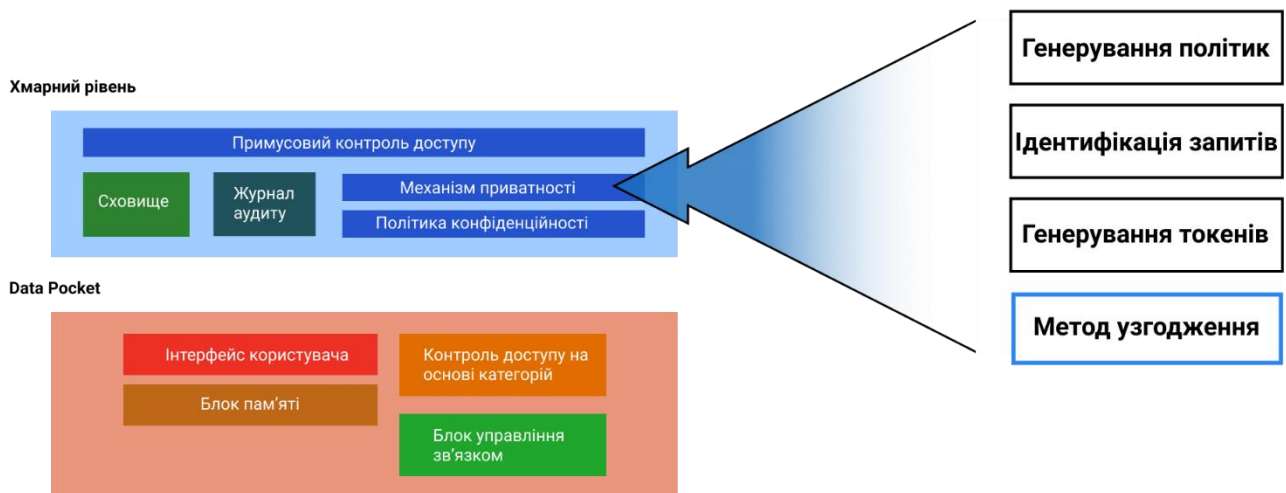 Хмарний рівень
Примусовий контроль доступу
Сховище
Журнал
аудиту
Механізм приватності
Політика конфіденційності
Data Pocket
Інтерфейс користувача
Блок пам’яті
Контроль доступу на
основі категорій
Блок управління
зв’язком
Генерування політик
Ідентифікація запитів
Генерування токенів
Метод узгодження